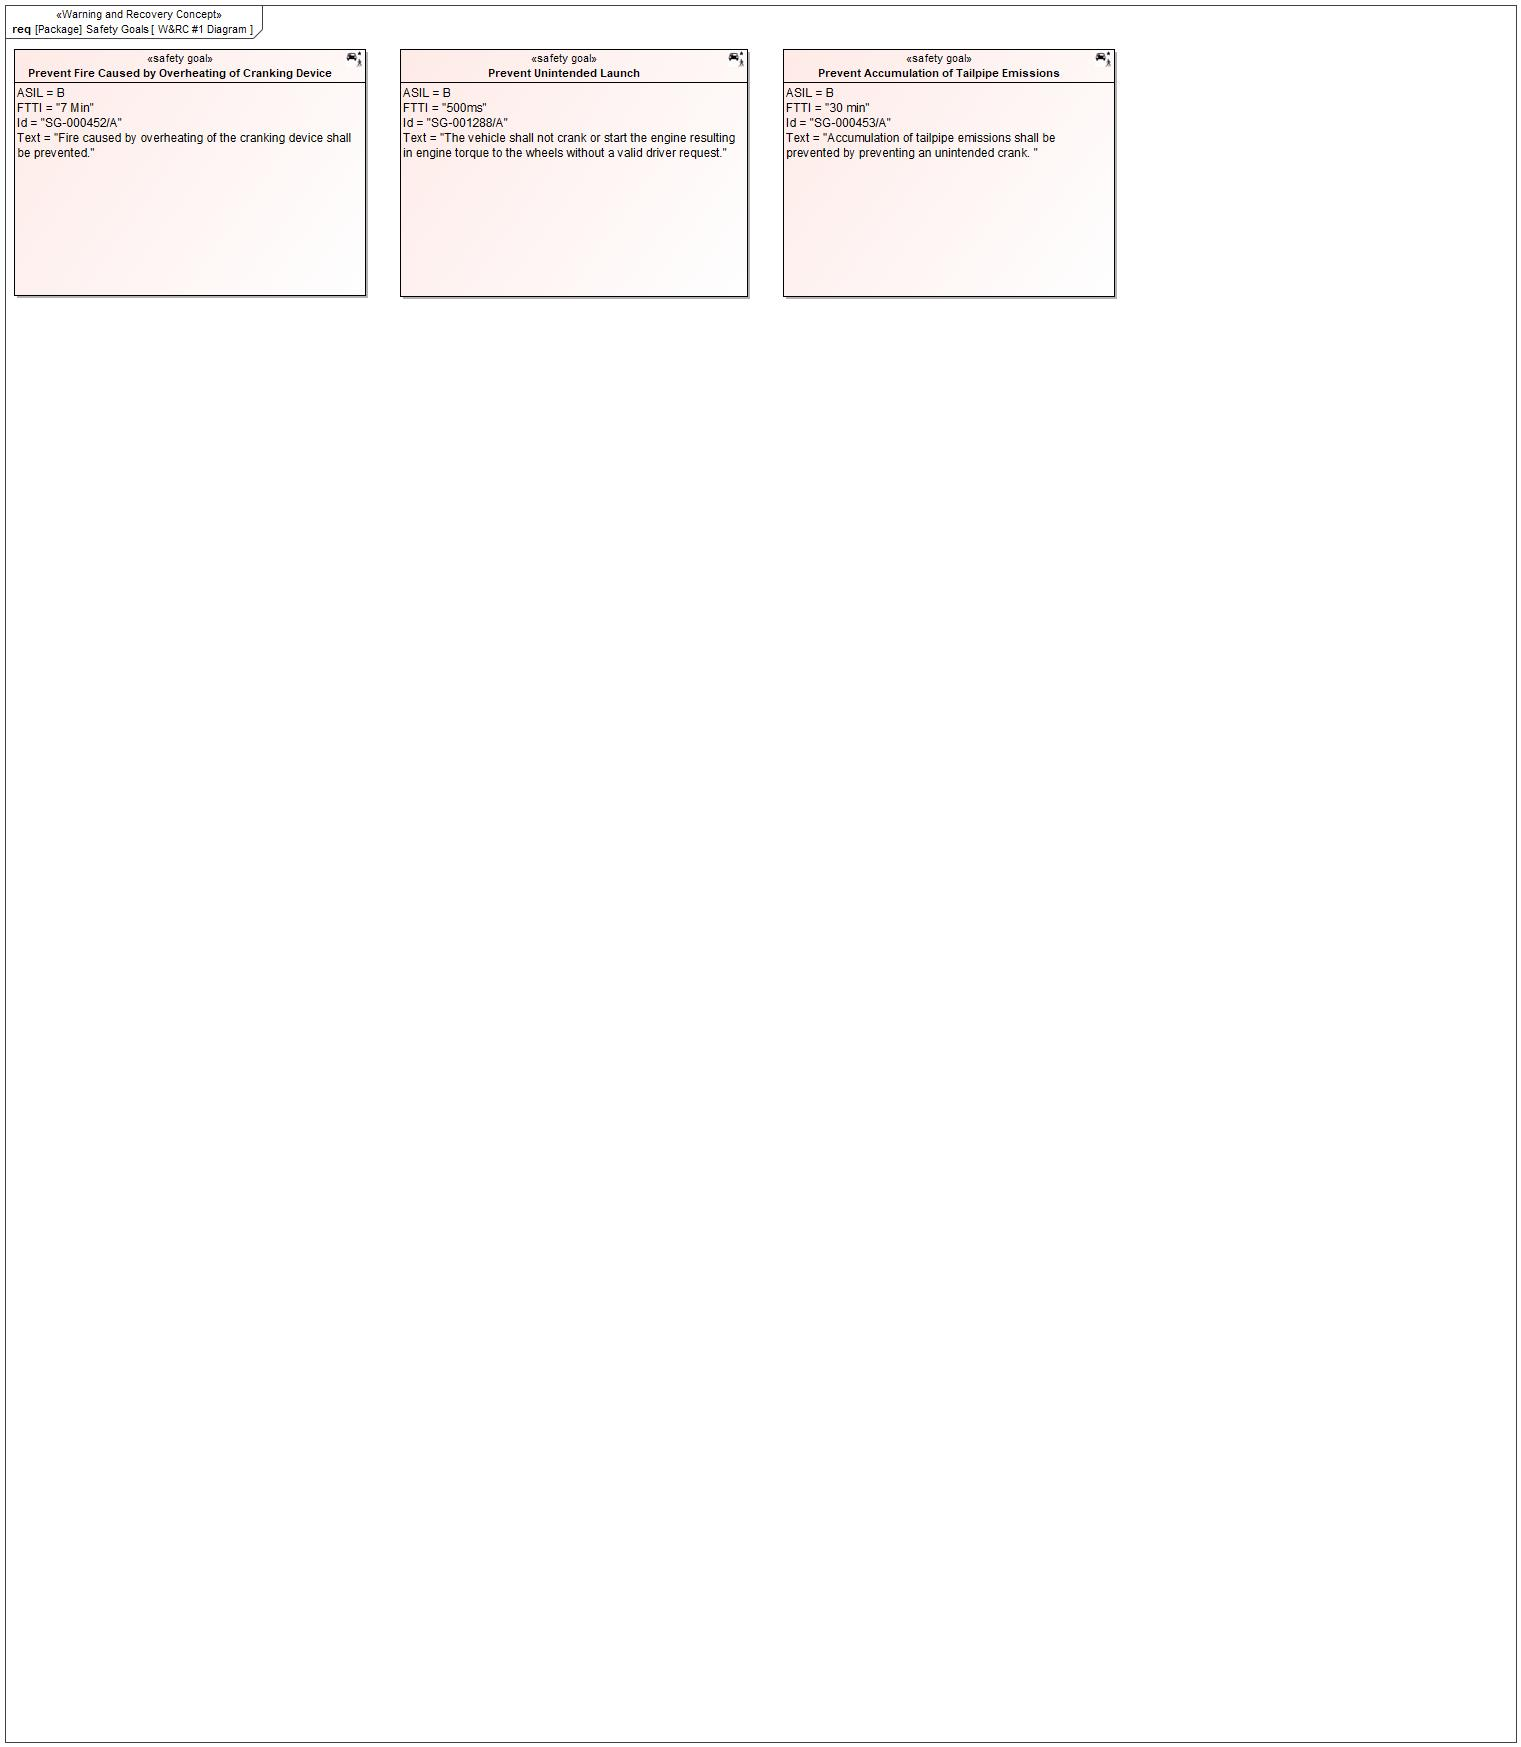 «Warning and Recovery Concept»
req [Package] Safety Goals [ W&RC #1 Diagram ]
«safety goal»
Prevent Fire Caused by Overheating of Cranking Device
ASIL = B
FTTI = "7 Min"
Id = "SG-000452/A"
Text = "Fire caused by overheating of the cranking device shall
be prevented."
«safety goal»
Prevent Unintended Launch
ASIL = B
FTTI = "500ms"
Id = "SG-001288/A"
Text = "The vehicle shall not crank or start the engine resulting
in engine torque to the wheels without a valid driver request."
«safety goal»
Prevent Accumulation of Tailpipe Emissions
ASIL = B
FTTI = "30 min"
Id = "SG-000453/A"
Text = "Accumulation of tailpipe emissions shall be
prevented by preventing an unintended crank. "